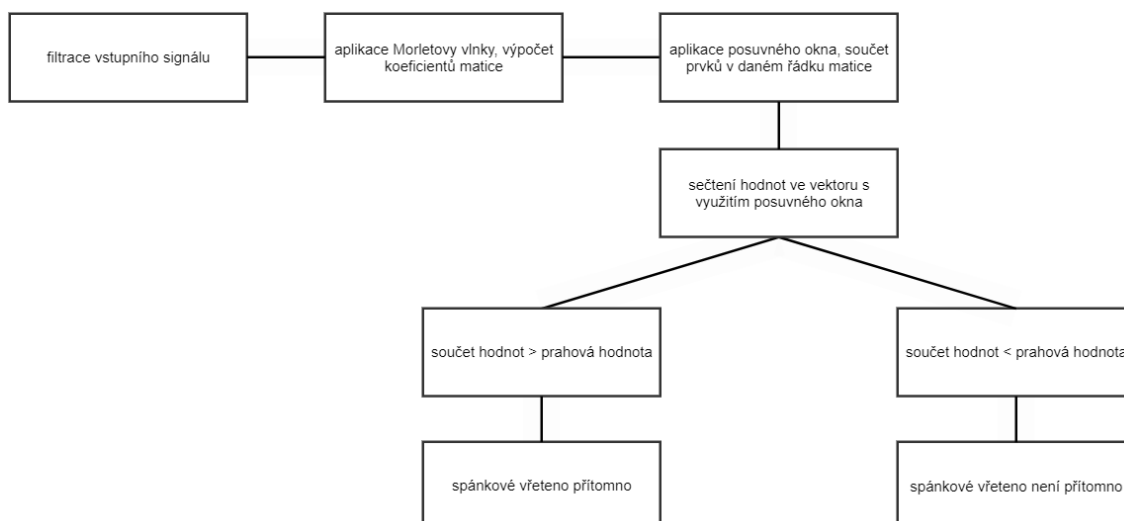 filtrace vstupního signálu
aplikace Morletovy vlnky, výpočet
koeficientů matice
aplikace posuvného okna, součet
prvků v daném řádku matice
sečtení hodnot ve vektoru s
využitím posuvného okna
součet hodnot > prahová hodnota
součet hodnot < prahová hodnota
spánkové vřeteno přítomno
spánkové vřeteno není přítomno